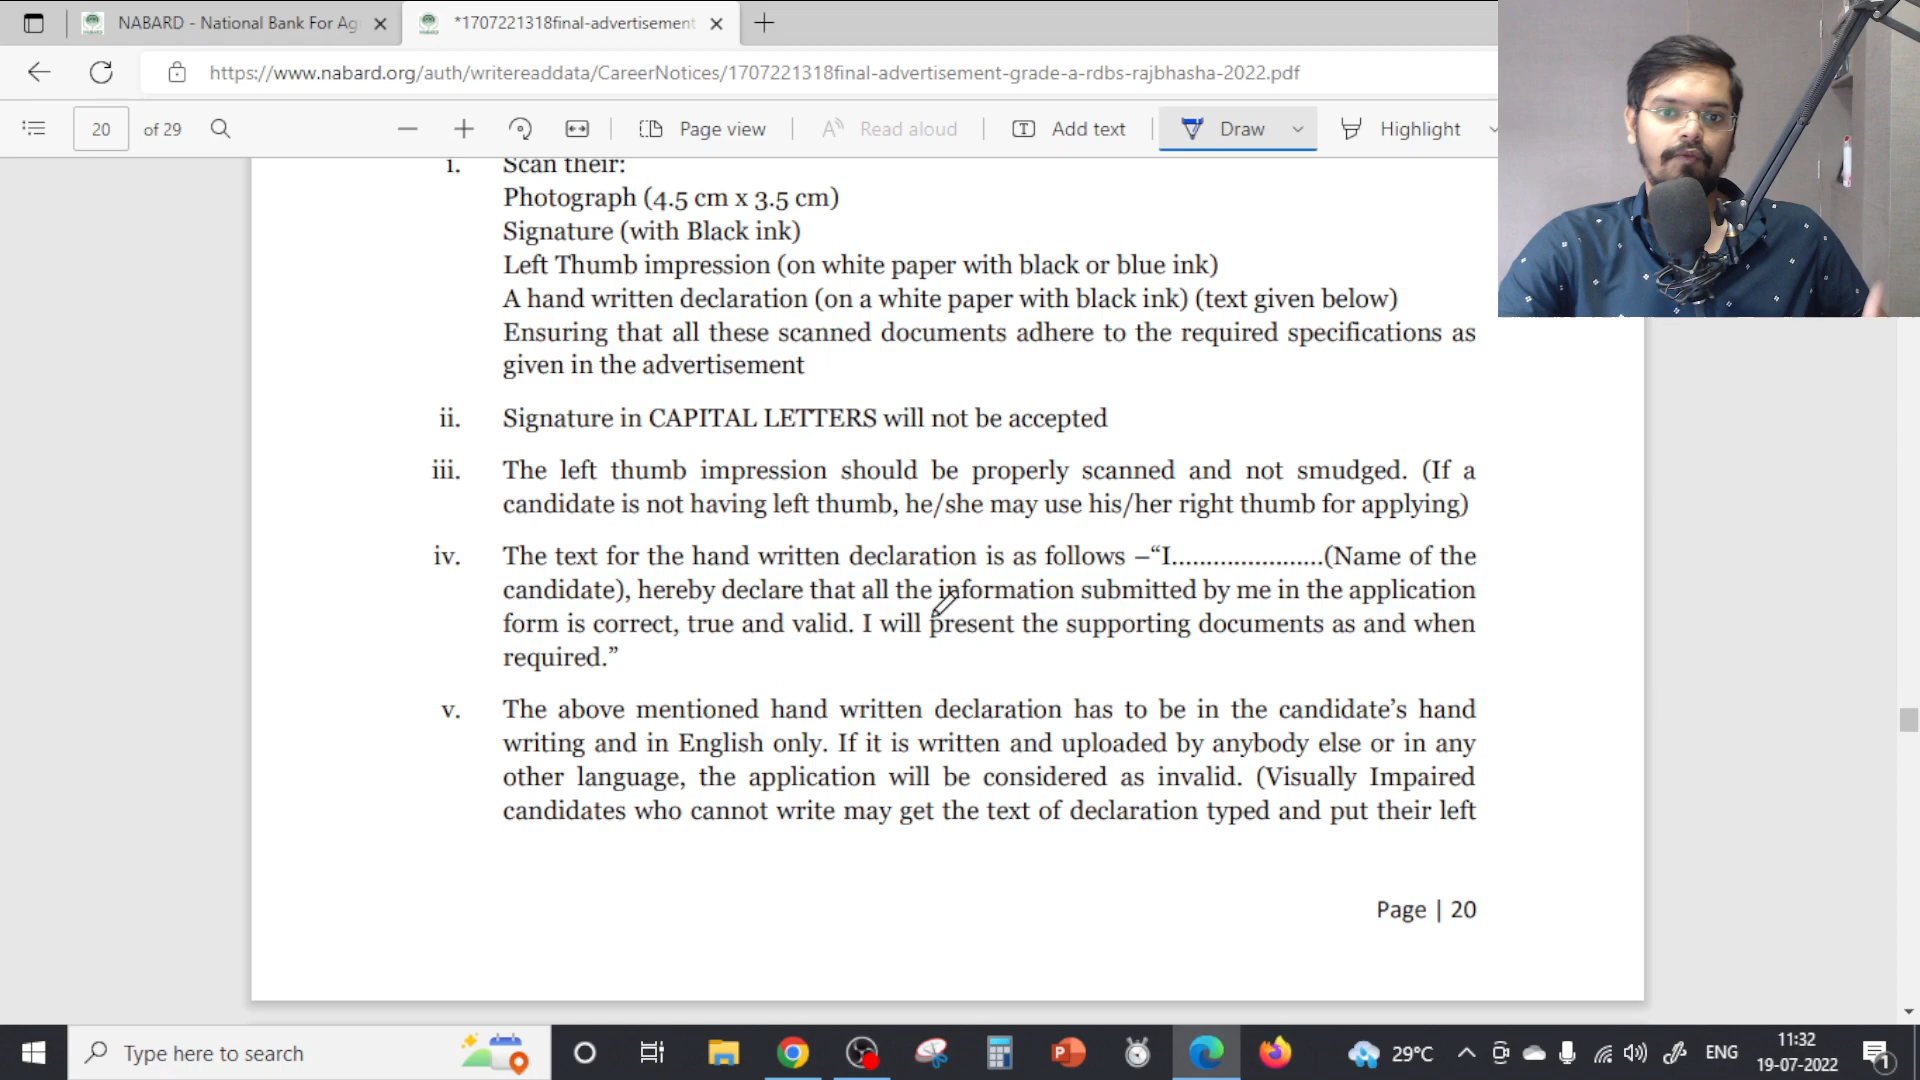 NABARD - National Bank For Ag
*1707221318final-advertisement
https://www.nabard.org/auth/writereaddata/CareerNotices/1707221318final-advertisement-grade-a-rdbs-rajbhasha-2022.pdf
20 of 29
Page view
Read aloud
Add text
Draw
Highlight
i. Scan their:
Photograph (4.5 cm x 3.5 cm)
Signature (with Black ink)
Left Thumb impression (on white paper with black or blue ink)
A hand written declaration (on a white paper with black ink) (text given below)
Ensuring that all these scanned documents adhere to the required specifications as
given in the advertisement
ii. Signature in CAPITAL LETTERS will not be accepted
iii. The left thumb impression should be properly scanned and not smudged. (If a
candidate is not having left thumb, he/she may use his/her right thumb for applying)
iv. The text for the hand written declaration is as follows –“I......................(Name of the
candidate), hereby declare that all the information submitted by me in the application
form is correct, true and valid. I will present the supporting documents as and when
required.”
v. The above mentioned hand written declaration has to be in the candidate’s hand
writing and in English only. If it is written and uploaded by anybody else or in any
other language, the application will be considered as invalid. (Visually Impaired
candidates who cannot write may get the text of declaration typed and put their left
Page | 20
Type here to search
29°C
ENG
11:32
19-07-2022
1